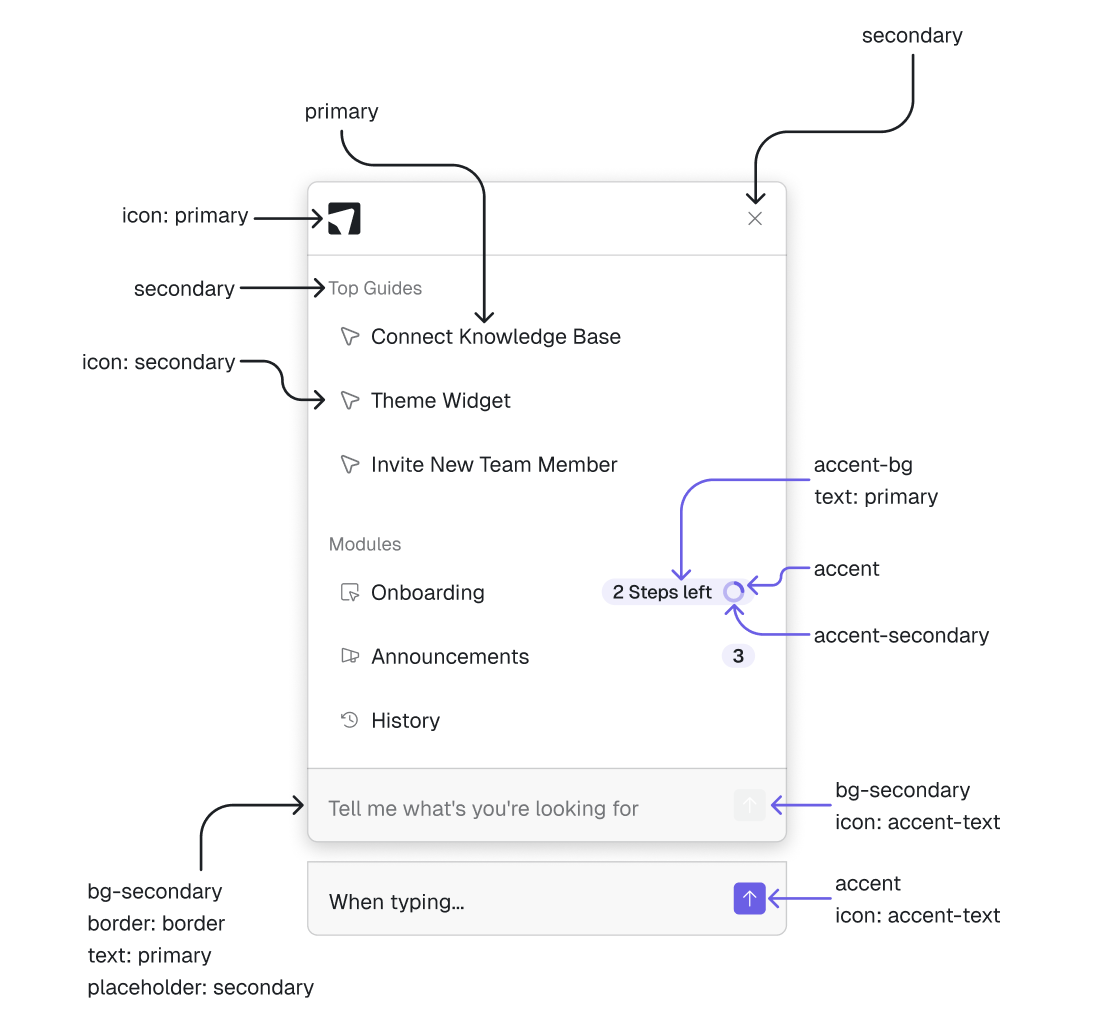 secondary
primary
icon: primary
secondary
Top Guides
Connect Knowledge Base
icon: secondary
Theme Widget
Invite New Team Member
accent-bg
text: primary
Modules
accent
Onboarding
2 Steps left
accent-secondary
Announcements
3
History
Tell me what's you're looking for
bg-secondary
icon: accent-text
When typing...
accent
icon: accent-text
bg-secondary
border: border
text: primary
placeholder: secondary